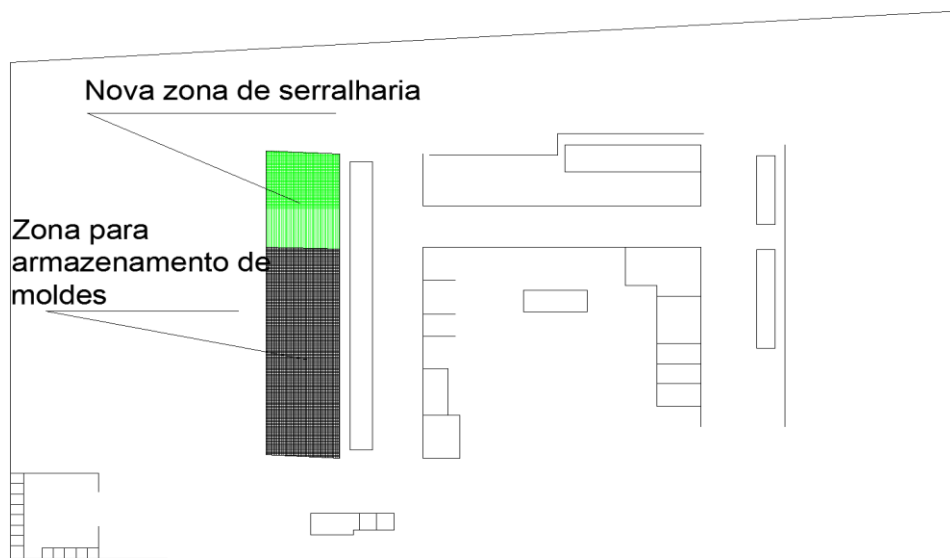 Nova zona de serralharia
Zona para
armazenamento de
moldes